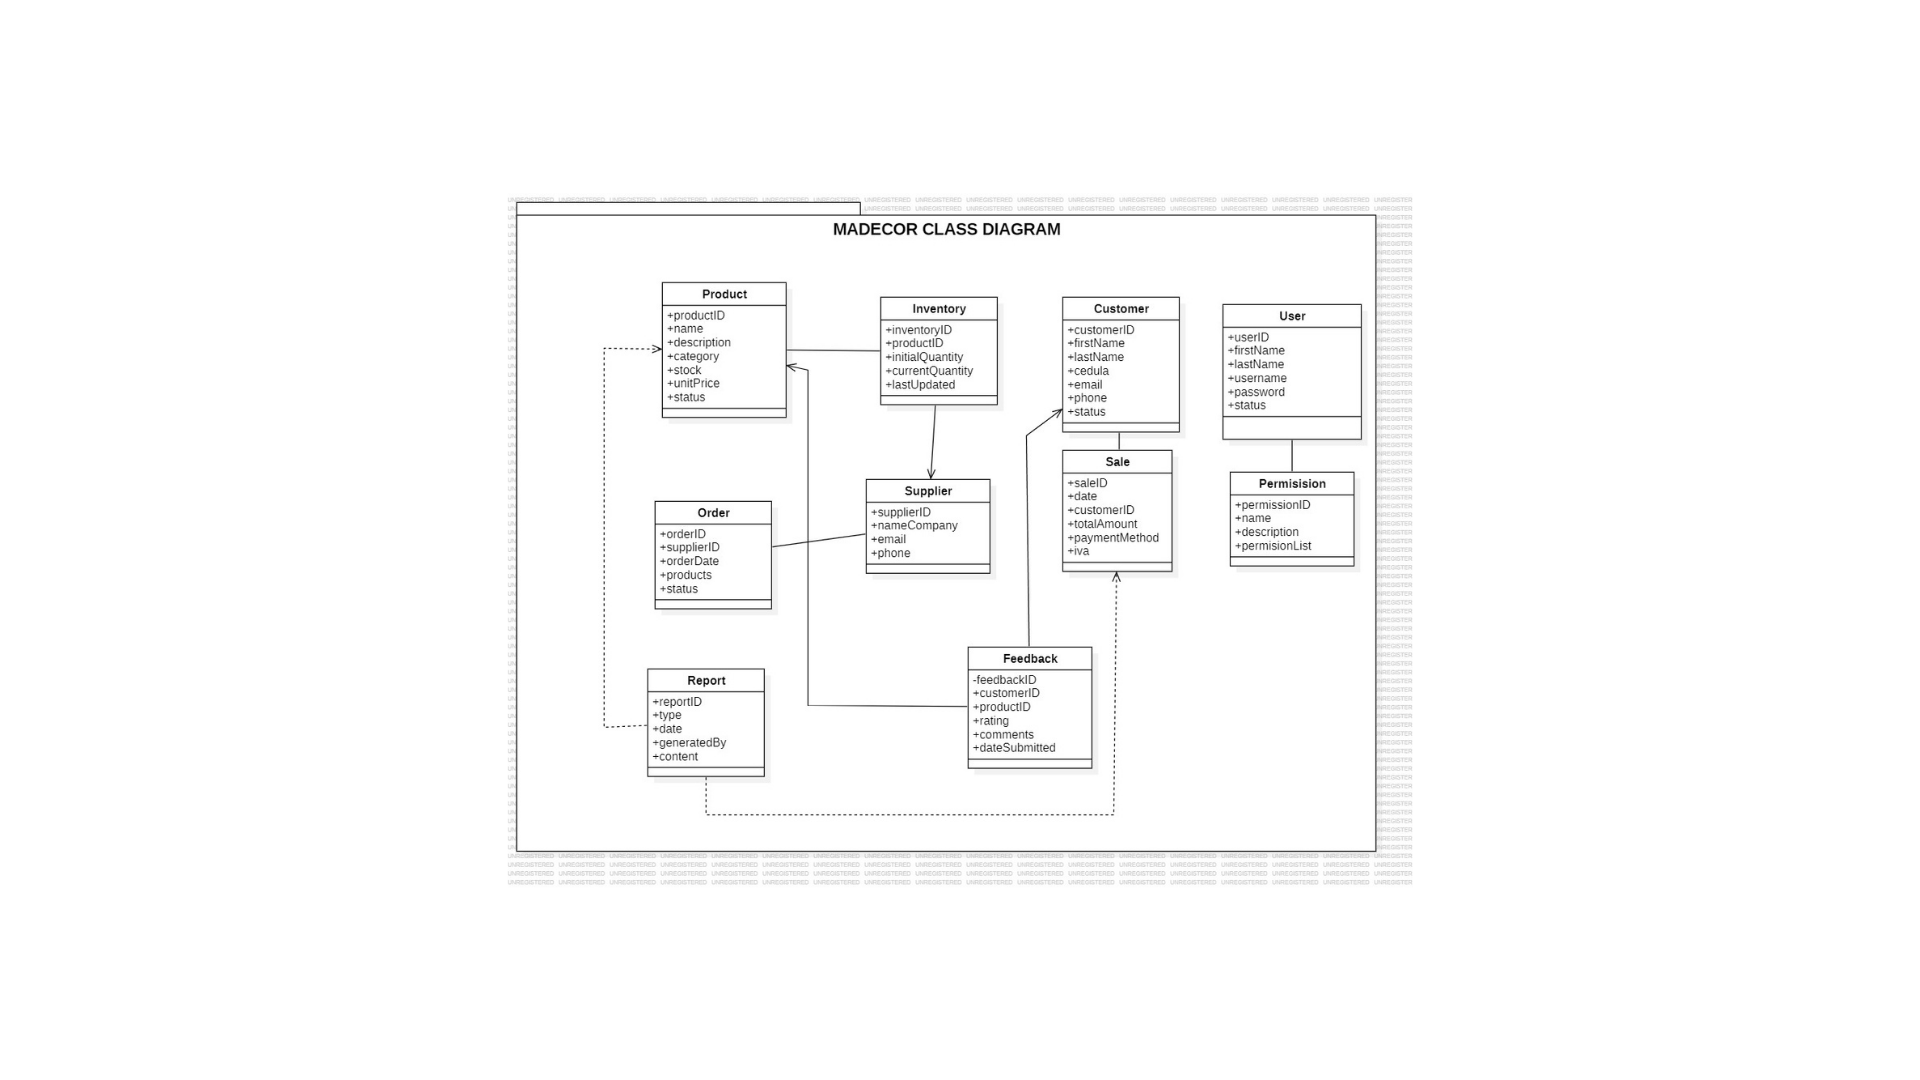 MADECOR CLASS DIAGRAM
Product
+productID
+name
+description
+category
+stock
+unitPrice
+status
Inventory
+inventoryID
+productID
+initialQuantity
+currentQuantity
+lastUpdated
Customer
+customerID
+firstName
+lastName
+cedula
+email
+phone
+status
User
+userID
+firstName
+lastName
+username
+password
+status
Order
+orderID
+supplierID
+orderDate
+products
+status
Supplier
+supplierID
+nameCompany
+email
+phone
Sale
+saleID
+date
+customerID
+totalAmount
+paymentMethod
+iva
Permisision
+permissionID
+name
+description
+permisionList
Report
+reportID
+type
+date
+generatedBy
+content
Feedback
-feedbackID
+customerID
+productID
+rating
+comments
+dateSubmitted
UNREGISTERED